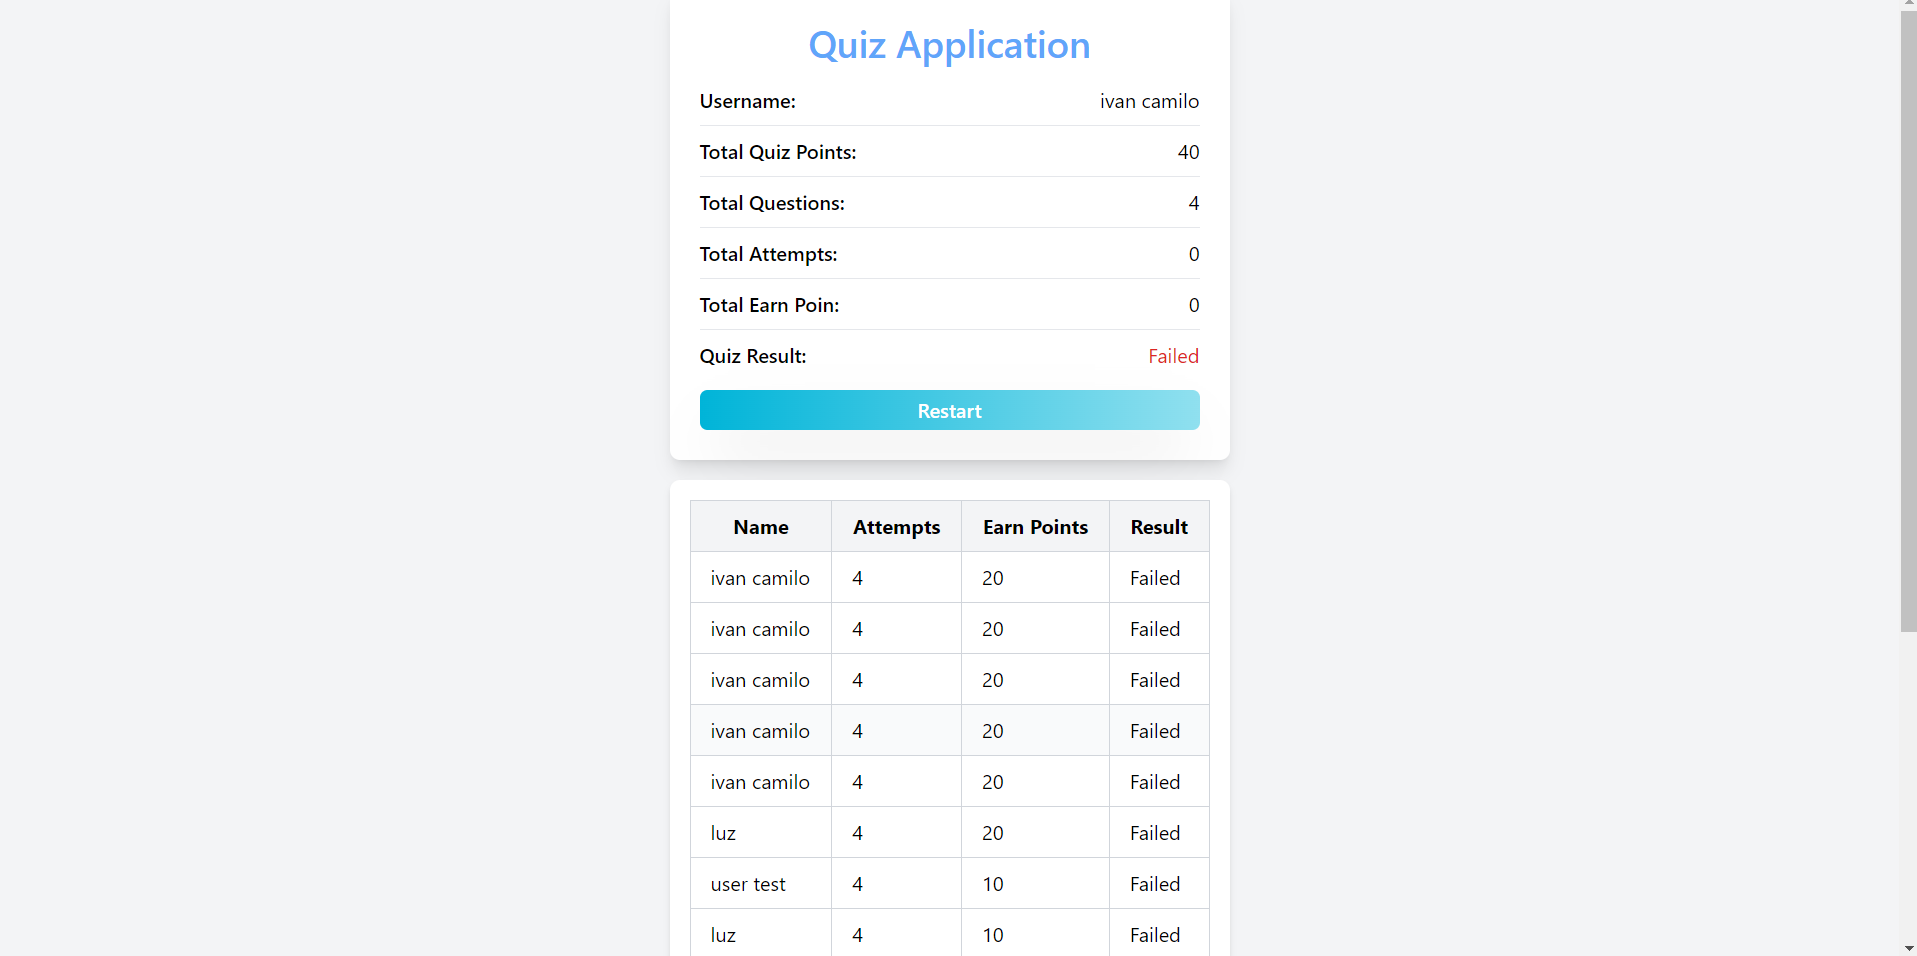 Quiz Application
Username: ivan camilo
Total Quiz Points: 40
Total Questions: 4
Total Attempts: 0
Total Earn Poin: 0
Quiz Result: Failed
Restart
Name Attempts Earn Points Result
ivan camilo 4 20 Failed
ivan camilo 4 20 Failed
ivan camilo 4 20 Failed
ivan camilo 4 20 Failed
ivan camilo 4 20 Failed
luz 4 20 Failed
user test 4 10 Failed
luz 4 10 Failed